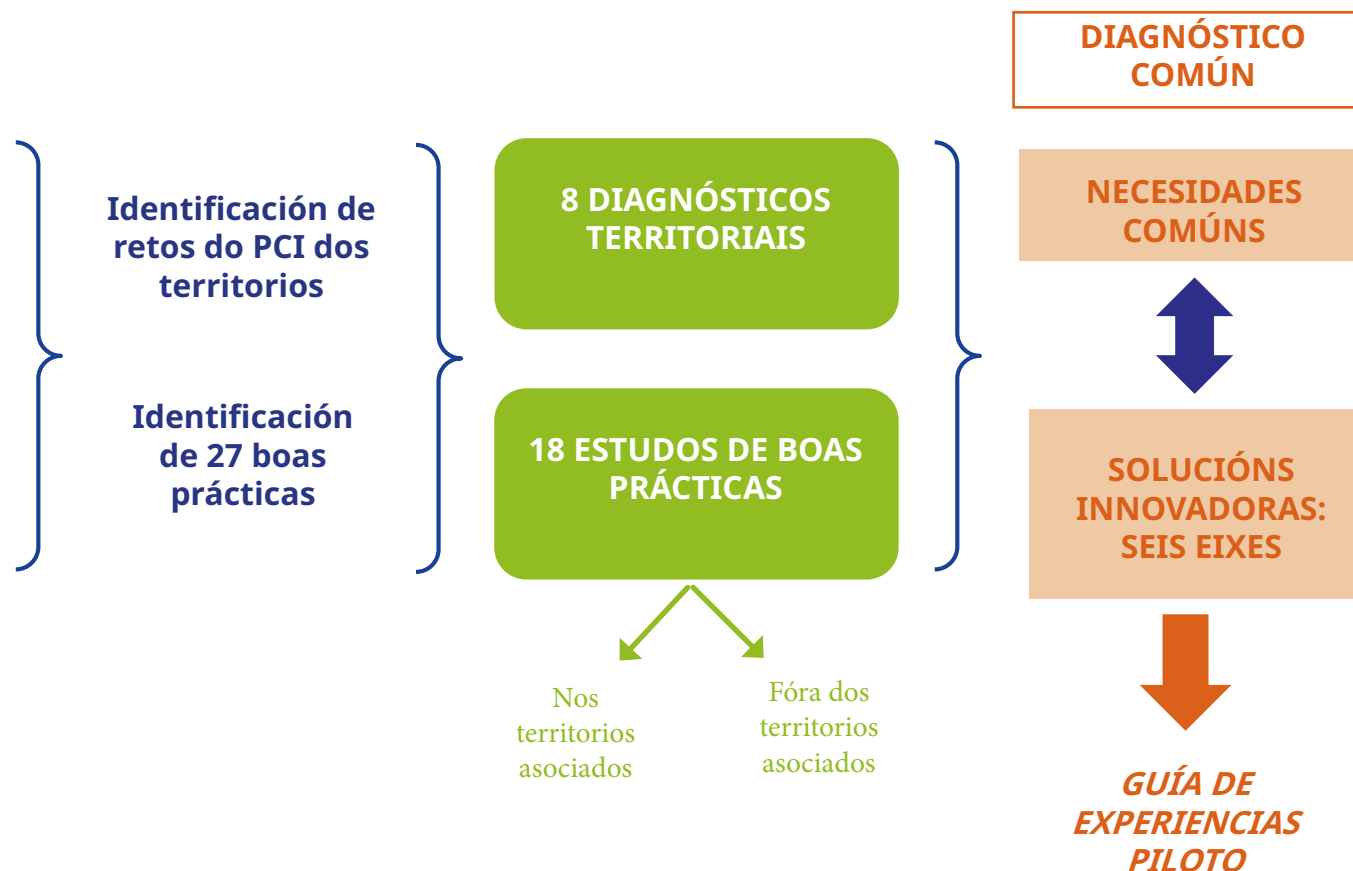 Identificación de
retos do PCI dos
territorios
Identificación
de 27 boas
prácticas
8 DIAGNÓSTICOS
TERRITORIAIS
18 ESTUDOS DE BOAS
PRÁCTICAS
Nos
territorios
asociados
Fóra dos
territorios
asociados
DIAGNÓSTICO
COMÚN
NECESIDADES
COMÚNS
SOLUCIÓNS
INNOVADORAS:
SEIS EIXES
GUÍA DE
EXPERIENCIAS
PILOTO